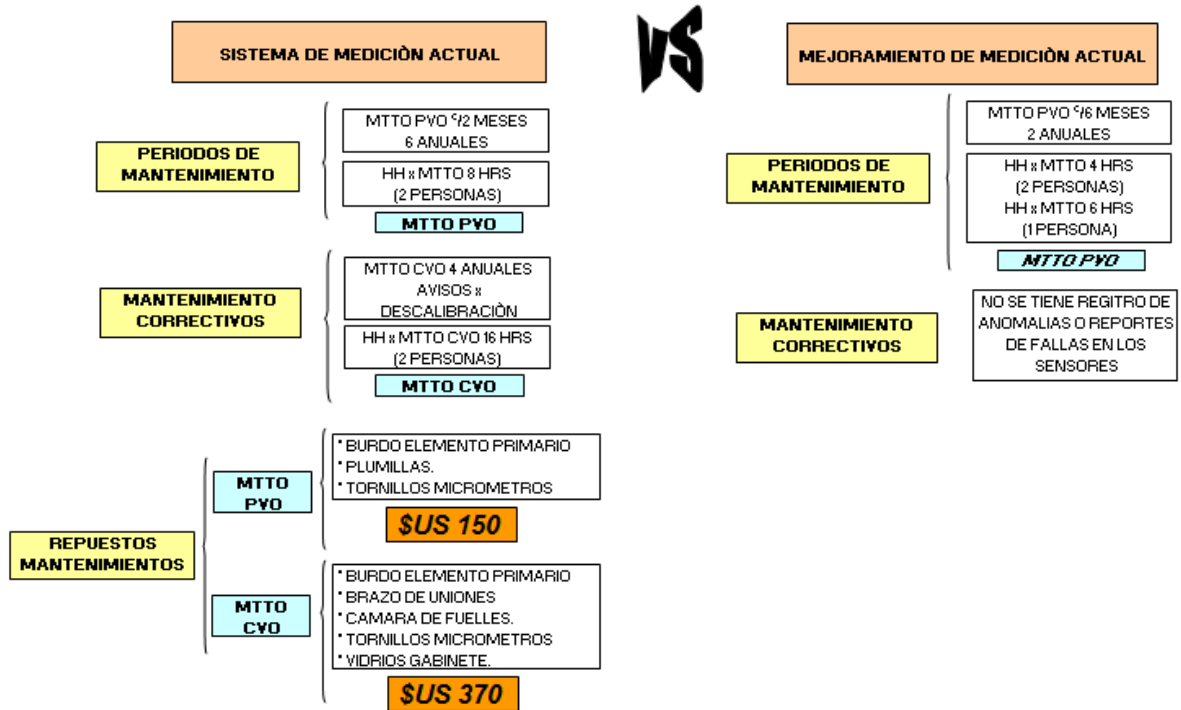 SISTEMA DE MEDICIÒN ACTUAL
VS
MEJORAMIENTO DE MEDICIÒN ACTUAL
PERIODOS DE
MANTENIMIENTO
MTTO PVO c/2 MESES
6 ANUALES
HH x MTTO 8 HRS
(2 PERSONAS)
MTTO PVO
MANTENIMIENTO
CORRECTIVOS
MTTO CVO 4 ANUALES
AVISOS x
DESCALIBRACIÒN
HH x MTTO CVO 16 HRS
(2 PERSONAS)
MTTO CVO
REPUESTOS
MANTENIMIENTOS
MTTO
PVO
* BURDO ELEMENTO PRIMARIO
* PLUMILLAS.
* TORNILLOS MICROMETROS
$US 150
MTTO
CVO
* BURDO ELEMENTO PRIMARIO
* BRAZO DE UNIONES
* CAMARA DE FUELLES.
* TORNILLOS MICROMETROS
* VIDRIOS GABINETE.
$US 370
PERIODOS DE
MANTENIMIENTO
MTTO PVO c/6 MESES
2 ANUALES
HH x MTTO 4 HRS
(2 PERSONAS)
HH x MTTO 6 HRS
(1 PERSONA)
MTTO PVO
MANTENIMIENTO
CORRECTIVOS
NO SE TIENE REGITRO DE
ANOMALIAS O REPORTES
DE FALLAS EN LOS
SENSORES